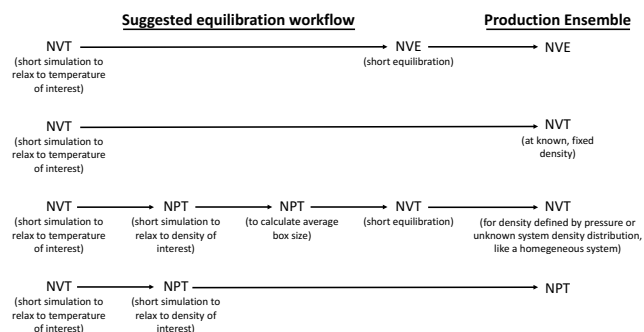 Suggested equilibration workflow
Production Ensemble
NVT
NVE
NVE
(short simulation to
relax to temperature
of interest)
(short equilibration)
NVT
NVT
(short simulation to
relax to temperature
of interest)
(at known, fixed
density)
NVT
NPT
NPT
NVT
NVT
(short simulation to
relax to temperature
of interest)
(short simulation to
relax to density of
interest)
(to calculate average
box size)
(short equilibration)
(for density defined by pressure or
unknown system density distribution,
like a homogeneous system)
NVT
NPT
NPT
(short simulation to
relax to temperature
of interest)
(short simulation to
relax to density of
interest)